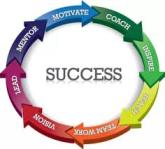 MOTIVATE
COACH
INSPIRE
TEAM WORK
VISION
LEAD
MENTOR
SUCCESS